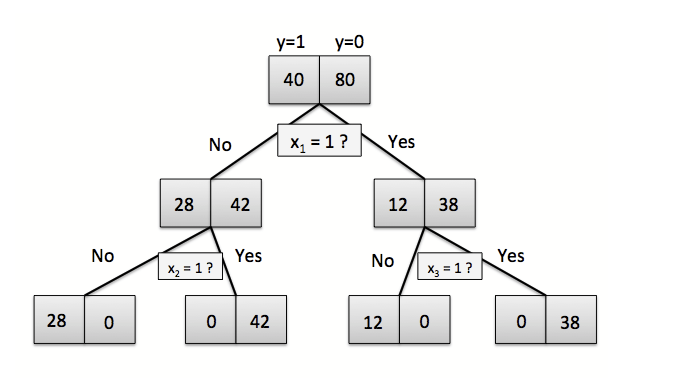 y=1 y=0
40 80
No x₁ = 1 ? Yes
28 42 12 38
No x₂ = 1 ? Yes No x₃ = 1 ? Yes
28 0 0 42 12 0 0 38